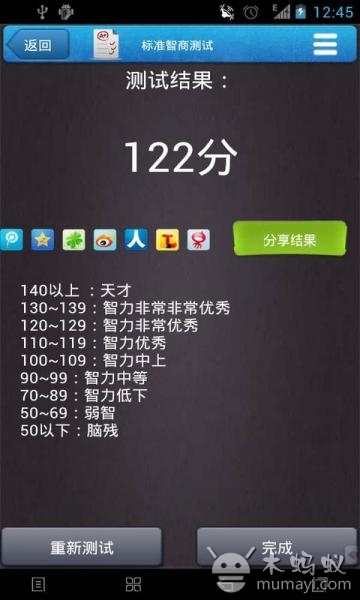 12:45
返回
标准智商测试
测试结果：
122分
分享结果
140以上 ：天才
130~139：智力非常非常优秀
120~129：智力非常优秀
110~119：智力优秀
100~109：智力中上
90~99：智力中等
70~89：智力低下
50~69：弱智
50以下：脑残
重新测试
完成
木蚂蚁
mumayi.com